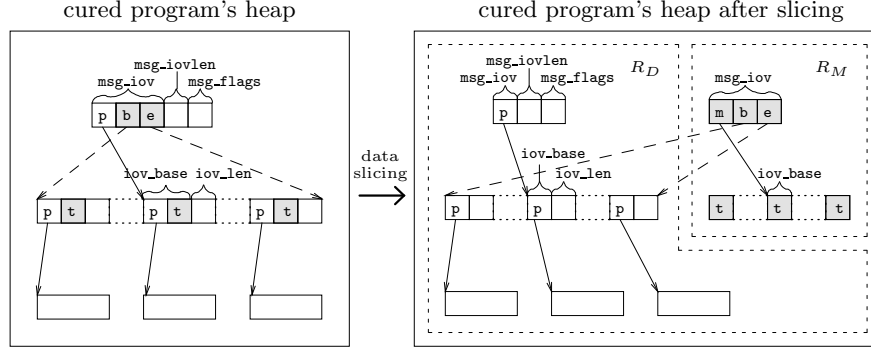 cured program's heap
msg_iovlen
msg_iov msg_flags
p b e
iov_base iov_len
p t p t p t
data
slicing
cured program's heap after slicing
R_D R_M
msg_iovlen
msg_iov msg_flags msg_iov
p m b e
iov_base
iov_len iov_base
p p p t t t